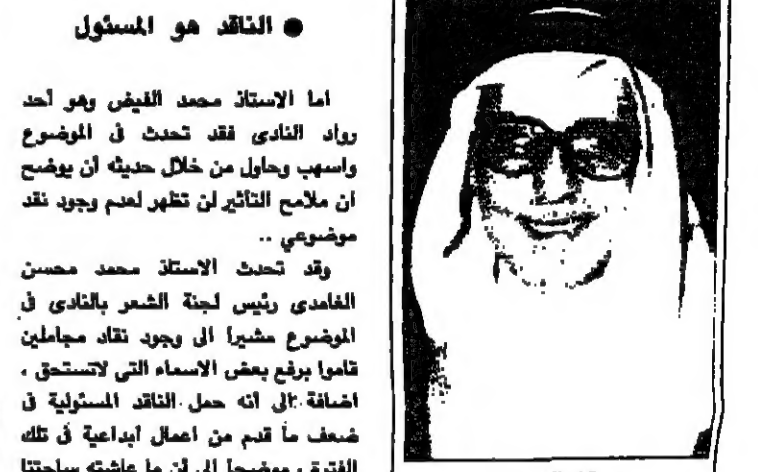 ● الناقد هو المسئول
اما الاستاذ محمد الفيض وهو أحد
رواد النادى فقد تحدث فى الموضوع
واسهب وحاول من خلال حديثه أن يوضح
ان ملامح التأثير لن تظهر لعدم وجود نقد
موضوعي ..
وقد تحدث الاستاذ محمد محسن
الغامدى رئيس لجنة الشعر بالنادى فى
الموضوع مشيرا الى وجود نقاد مجاملين
قاموا برفع بعض الاسماء التى لاتستحق ،
اضافة الى أنه حمل الناقد المسئولية فى
ضعف ما قدم من اعمال ابداعية فى تلك
الفترة ، موضحا الى أن ما عاشته ساحتنا